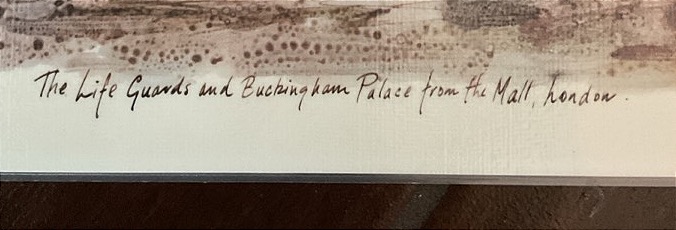 The Life Guards and Buckingham Palace from the Mall, London.